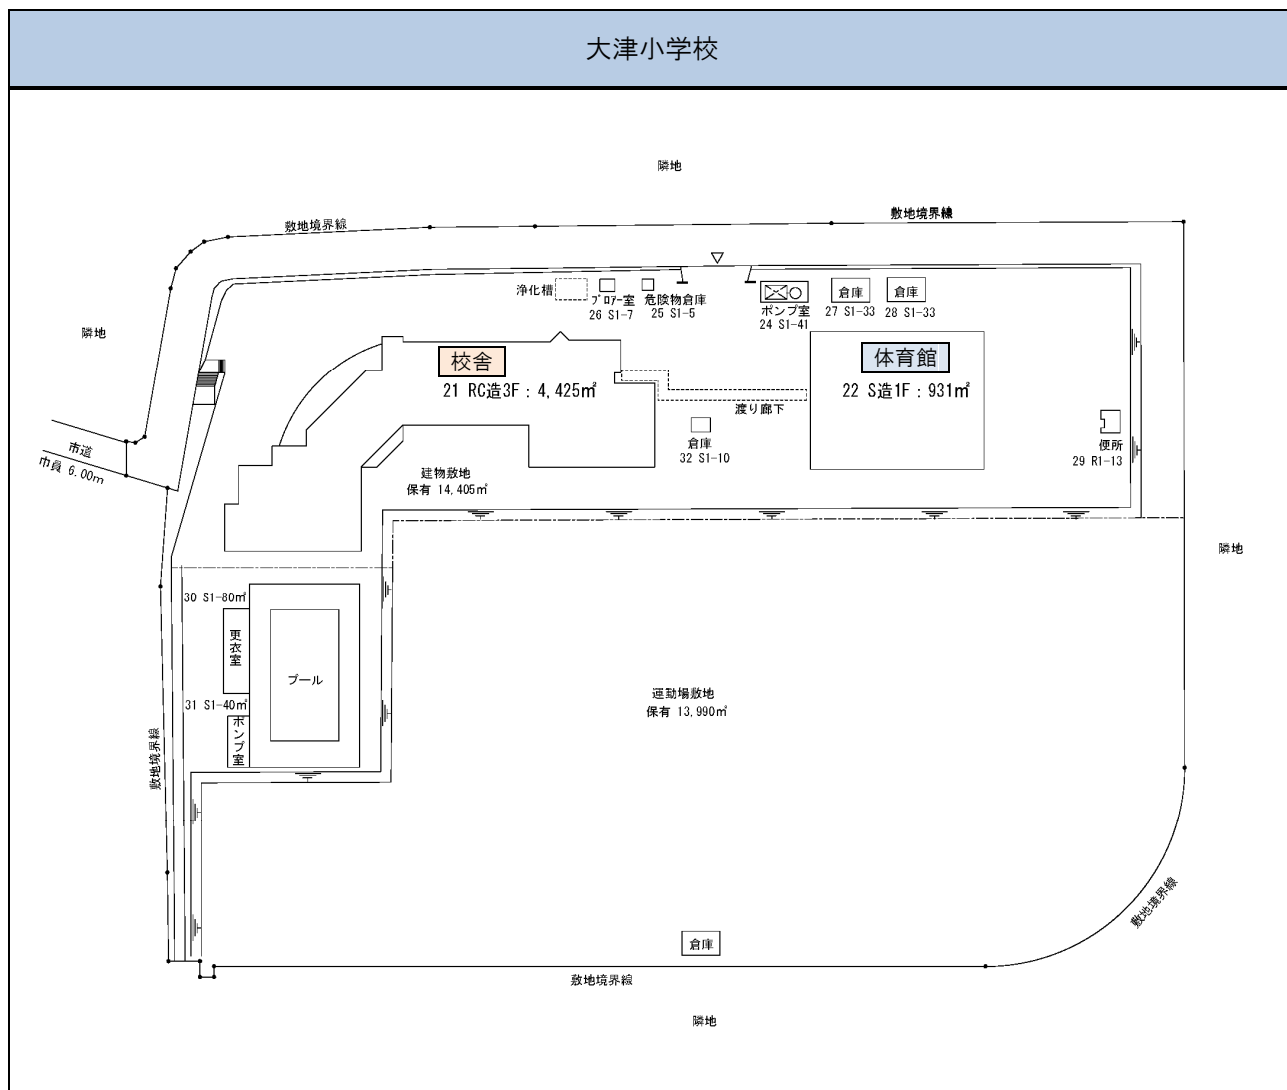 大津小学校
隣地
敷地境界線
敷地境界線
浄化槽
ブロアー室
26 S1-7
危険物倉庫
25 S1-5
ポンプ室
24 S1-41
倉庫
27 S1-33
倉庫
28 S1-33
隣地
校舎
21 RC造3F：4,425㎡
体育館
22 S造1F：931㎡
渡り廊下
倉庫
32 S1-10
便所
29 R1-13
市道
巾員 6.00m
建物敷地
保有 14,405㎡
隣地
30 S1-80㎡
更衣室
プール
31 S1-40㎡
ポンプ室
運動場敷地
保有 13,990㎡
敷地境界線
敷地境界線
倉庫
敷地境界線
隣地